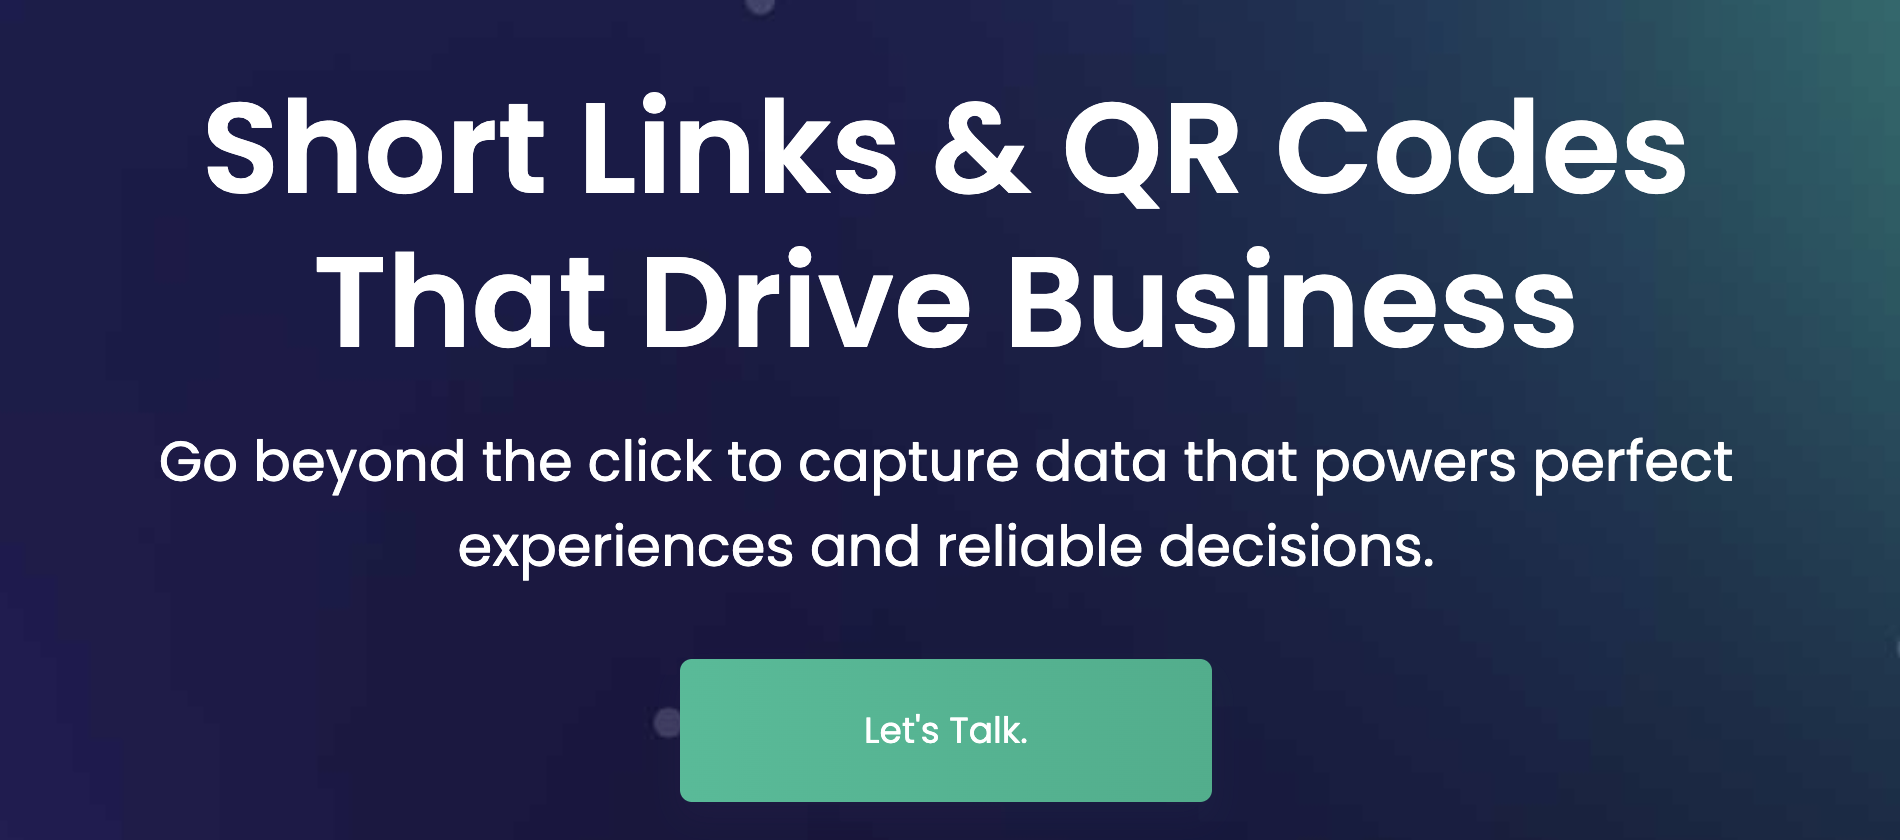 Short Links & QR Codes
That Drive Business
Go beyond the click to capture data that powers perfect
experiences and reliable decisions.
Let's Talk.